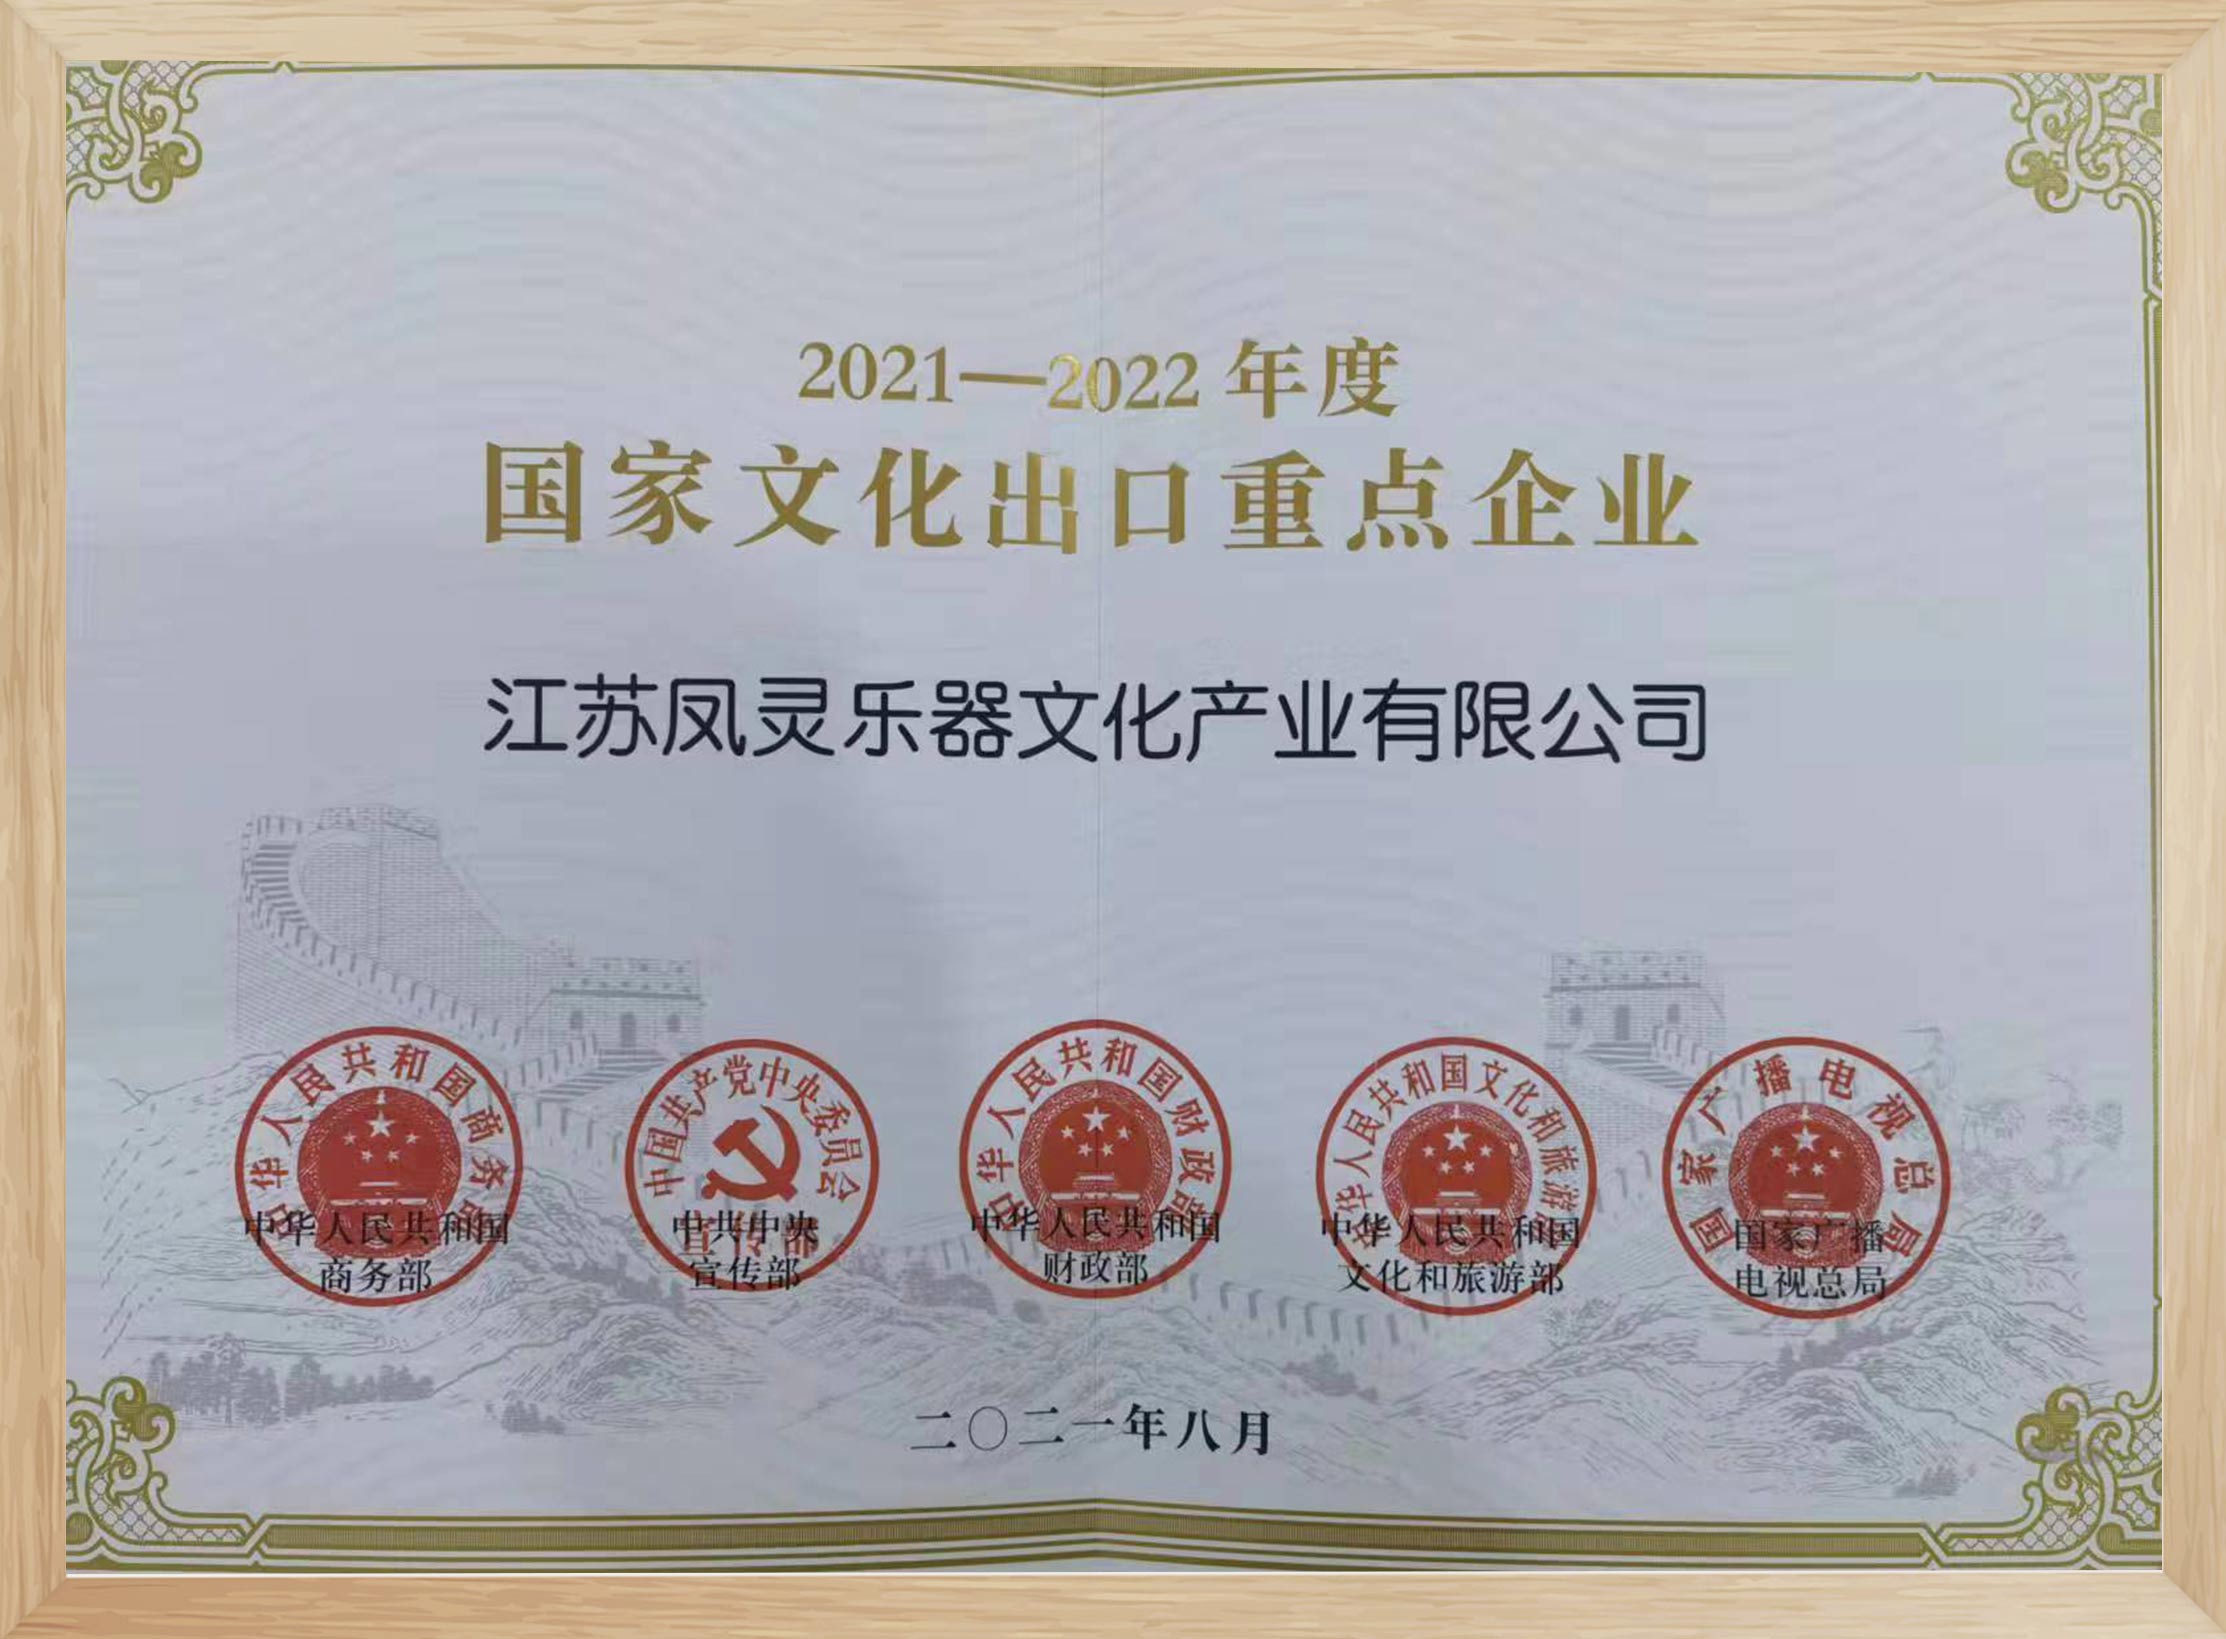 2021—2022 年度
国家文化出口重点企业
江苏凤灵乐器文化产业有限公司
中华人民共和国商务部
中国共产党中央委员会
宣传部
中华人民共和国财政部
中华人民共和国文化和旅游部
国家广播电视总局
中华人民共和国
商务部
中共中央
宣传部
中华人民共和国
财政部
中华人民共和国
文化和旅游部
国家广播
电视总局
二〇二一年八月